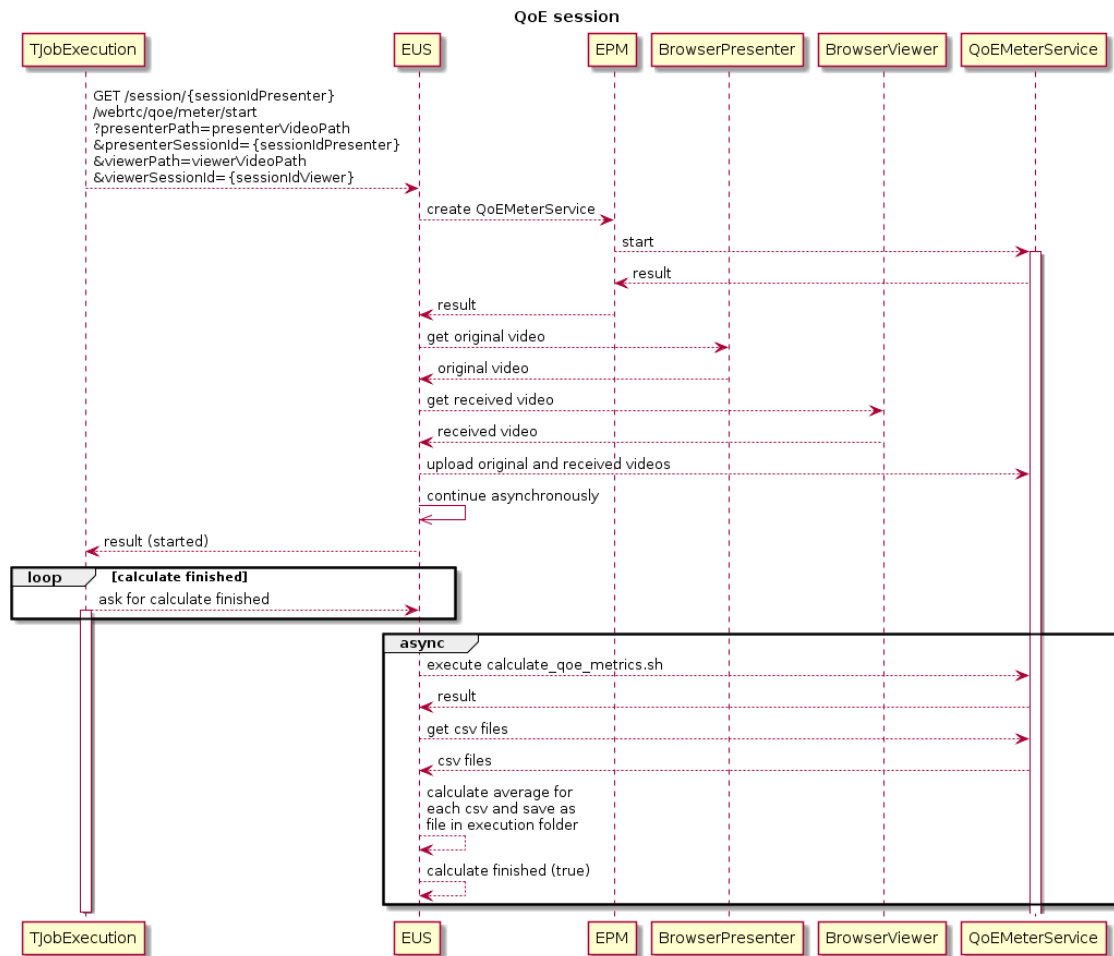 QoE session
TJobExecution
EUS
EPM
BrowserPresenter
BrowserViewer
QoEMeterService
GET /session/{sessionIdPresenter}
/webrtc/qoe/meter/start
?presenterPath=presenterVideoPath
&presenterSessionId={sessionIdPresenter}
&viewerPath=viewerVideoPath
&viewerSessionId={sessionIdViewer}
create QoEMeterService
start
result
result
get original video
original video
get received video
received video
upload original and received videos
continue asynchronously
result (started)
loop
[calculate finished]
ask for calculate finished
async
execute calculate_qoe_metrics.sh
result
get csv files
csv files
calculate average for
each csv and save as
file in execution folder
calculate finished (true)
TJobExecution
EUS
EPM
BrowserPresenter
BrowserViewer
QoEMeterService